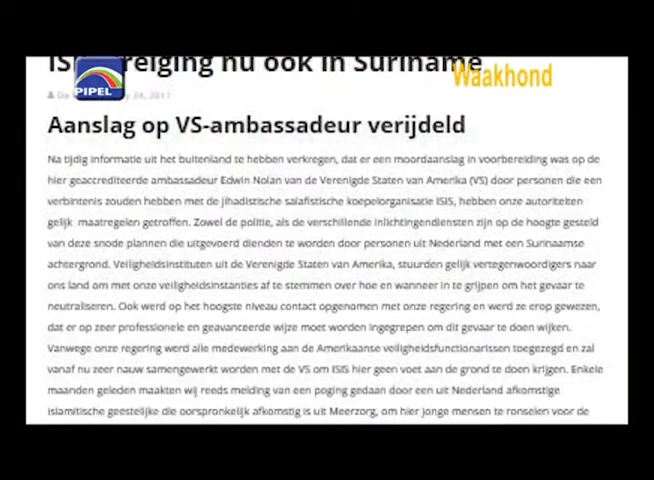 ISIS reiging nu ook in Suriname
Waakhond
PIPEL
De y 24, 2017
Aanslag op VS-ambassadeur verijdeld
Na tijdig informatie uit het buitenland te hebben verkregen, dat er een moordaanslag in voorbereiding was op de
hier geaccrediteerde ambassadeur Edwin Nolan van de Verenigde Staten van Amerika (VS) door personen die een
verbintenis zouden hebben met de jihadistische salafistische koepelorganisatie ISIS, hebben onze autoriteiten
gelijk maatregelen getroffen. Zowel de politie, als de verschillende inlichtingendiensten zijn op de hoogte gesteld
van deze snode plannen die uitgevoerd dienden te worden door personen uit Nederland met een Surinaamse
achtergrond. Veiligheidsinstituten uit de Verenigde Staten van Amerika, stuurden gelijk vertegenwoordigers naar
ons land om met onze veiligheidsinstanties af te stemmen over hoe en wanneer in te grijpen om het gevaar te
neutraliseren. Ook werd op het hoogste niveau contact opgenomen met onze regering en werd ze erop gewezen,
dat er op zeer professionele en geavanceerde wijze moet worden ingegrepen om dit gevaar te doen wijken.
Vanwege onze regering werd alle medewerking aan de Amerikaanse veiligheidsfunctionarissen toegezegd en zal
vanaf nu zeer nauw samengewerkt worden met de VS om ISIS hier geen voet aan de grond te doen krijgen. Enkele
maanden geleden maakten wij reeds melding van een poging gedaan door een uit Nederland afkomstige
islamitische geestelijke die oorspronkelijk afkomstig is uit Meerzorg, om hier jonge mensen te ronselen voor de